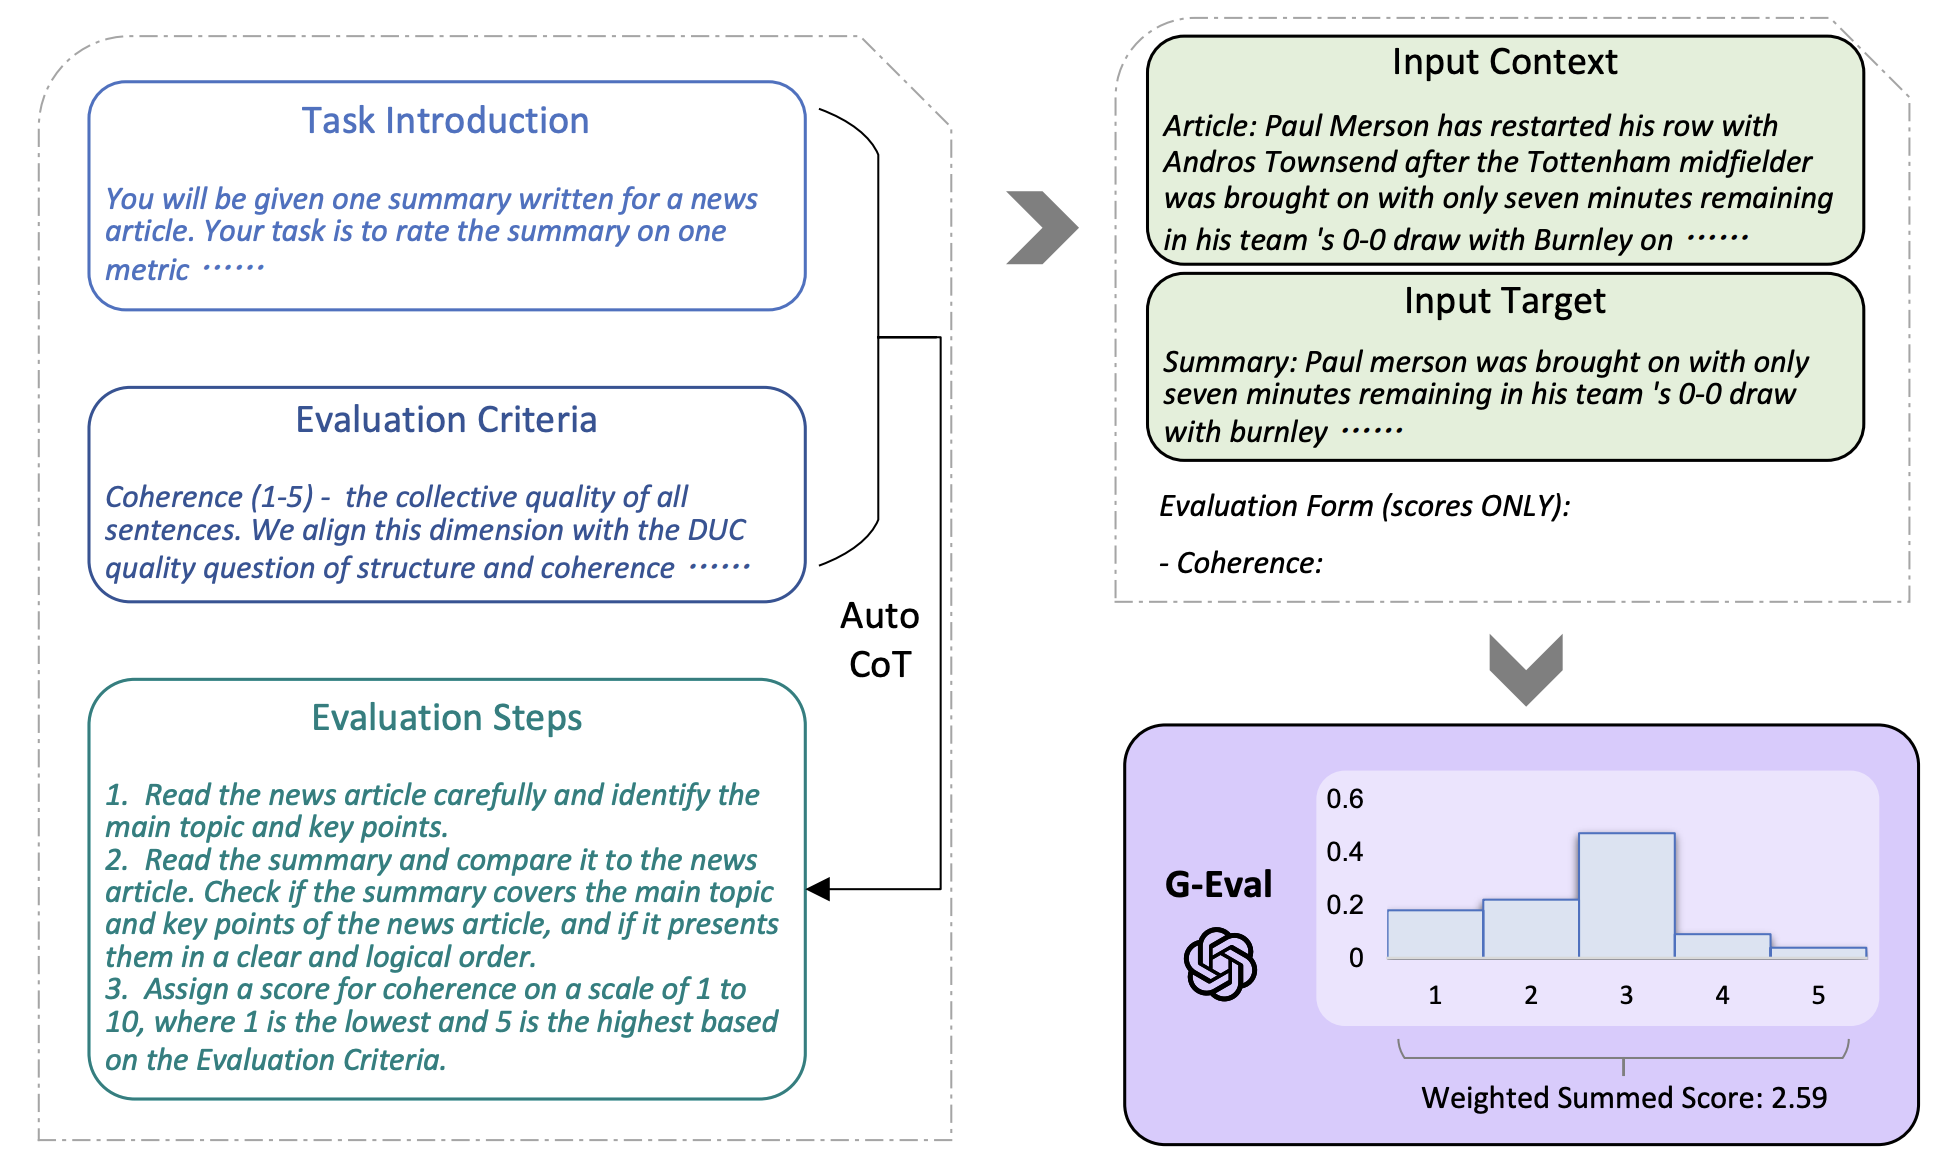 Task Introduction
You will be given one summary written for a news
article. Your task is to rate the summary on one
metric ······
Evaluation Criteria
Coherence (1-5) -  the collective quality of all
sentences. We align this dimension with the DUC
quality question of structure and coherence ······
Auto
CoT
Evaluation Steps
1.  Read the news article carefully and identify the
main topic and key points.
2.  Read the summary and compare it to the news
article. Check if the summary covers the main topic
and key points of the news article, and if it presents
them in a clear and logical order.
3.  Assign a score for coherence on a scale of 1 to
10, where 1 is the lowest and 5 is the highest based
on the Evaluation Criteria.
Input Context
Article: Paul Merson has restarted his row with
Andros Townsend after the Tottenham midfielder
was brought on with only seven minutes remaining
in his team 's 0-0 draw with Burnley on ······
Input Target
Summary: Paul merson was brought on with only
seven minutes remaining in his team 's 0-0 draw
with burnley ······
Evaluation Form (scores ONLY):
- Coherence:
G-Eval
0.6
0.4
0.2
0
1 2 3 4 5
Weighted Summed Score: 2.59